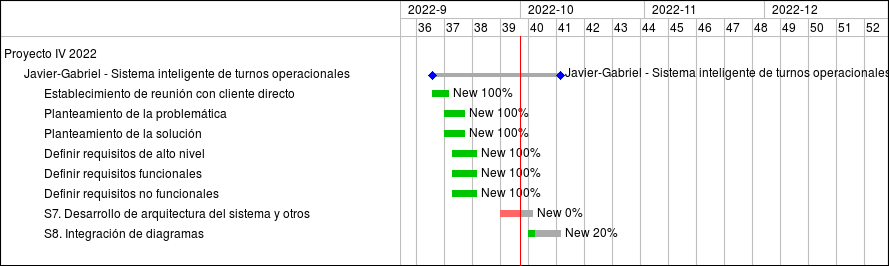 2022-9 2022-10 2022-11 2022-12
36 37 38 39 40 41 42 43 44 45 46 47 48 49 50 51 52
Proyecto IV 2022
Javier-Gabriel - Sistema inteligente de turnos operacionales Javier-Gabriel - Sistema inteligente de turnos operacionales
Establecimiento de reunión con cliente directo New 100%
Planteamiento de la problemática New 100%
Planteamiento de la solución New 100%
Definir requisitos de alto nivel New 100%
Definir requisitos funcionales New 100%
Definir requisitos no funcionales New 100%
S7. Desarrollo de arquitectura del sistema y otros New 0%
S8. Integración de diagramas New 20%